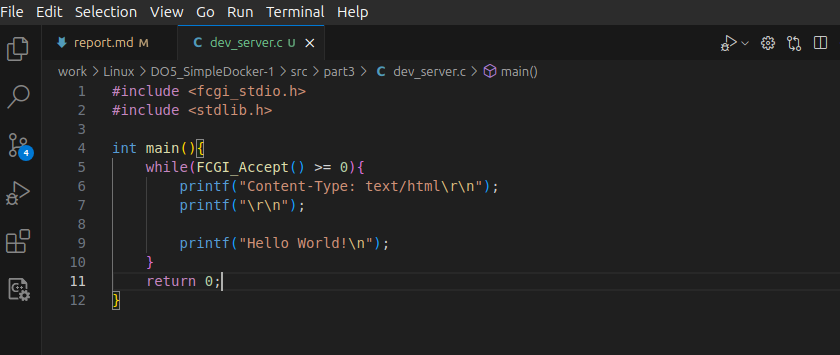 File Edit Selection View Go Run Terminal Help
report.md M dev_server.c U
work > Linux > DO5_SimpleDocker-1 > src > part3 > C dev_server.c > main()
1 #include <fcgi_stdio.h>
2 #include <stdlib.h>
3
4 int main(){
5 while(FCGI_Accept() >= 0){
6 printf("Content-Type: text/html\r\n");
7 printf("\r\n");
8
9 printf("Hello World!\n");
10 }
11 return 0;
12 }
4